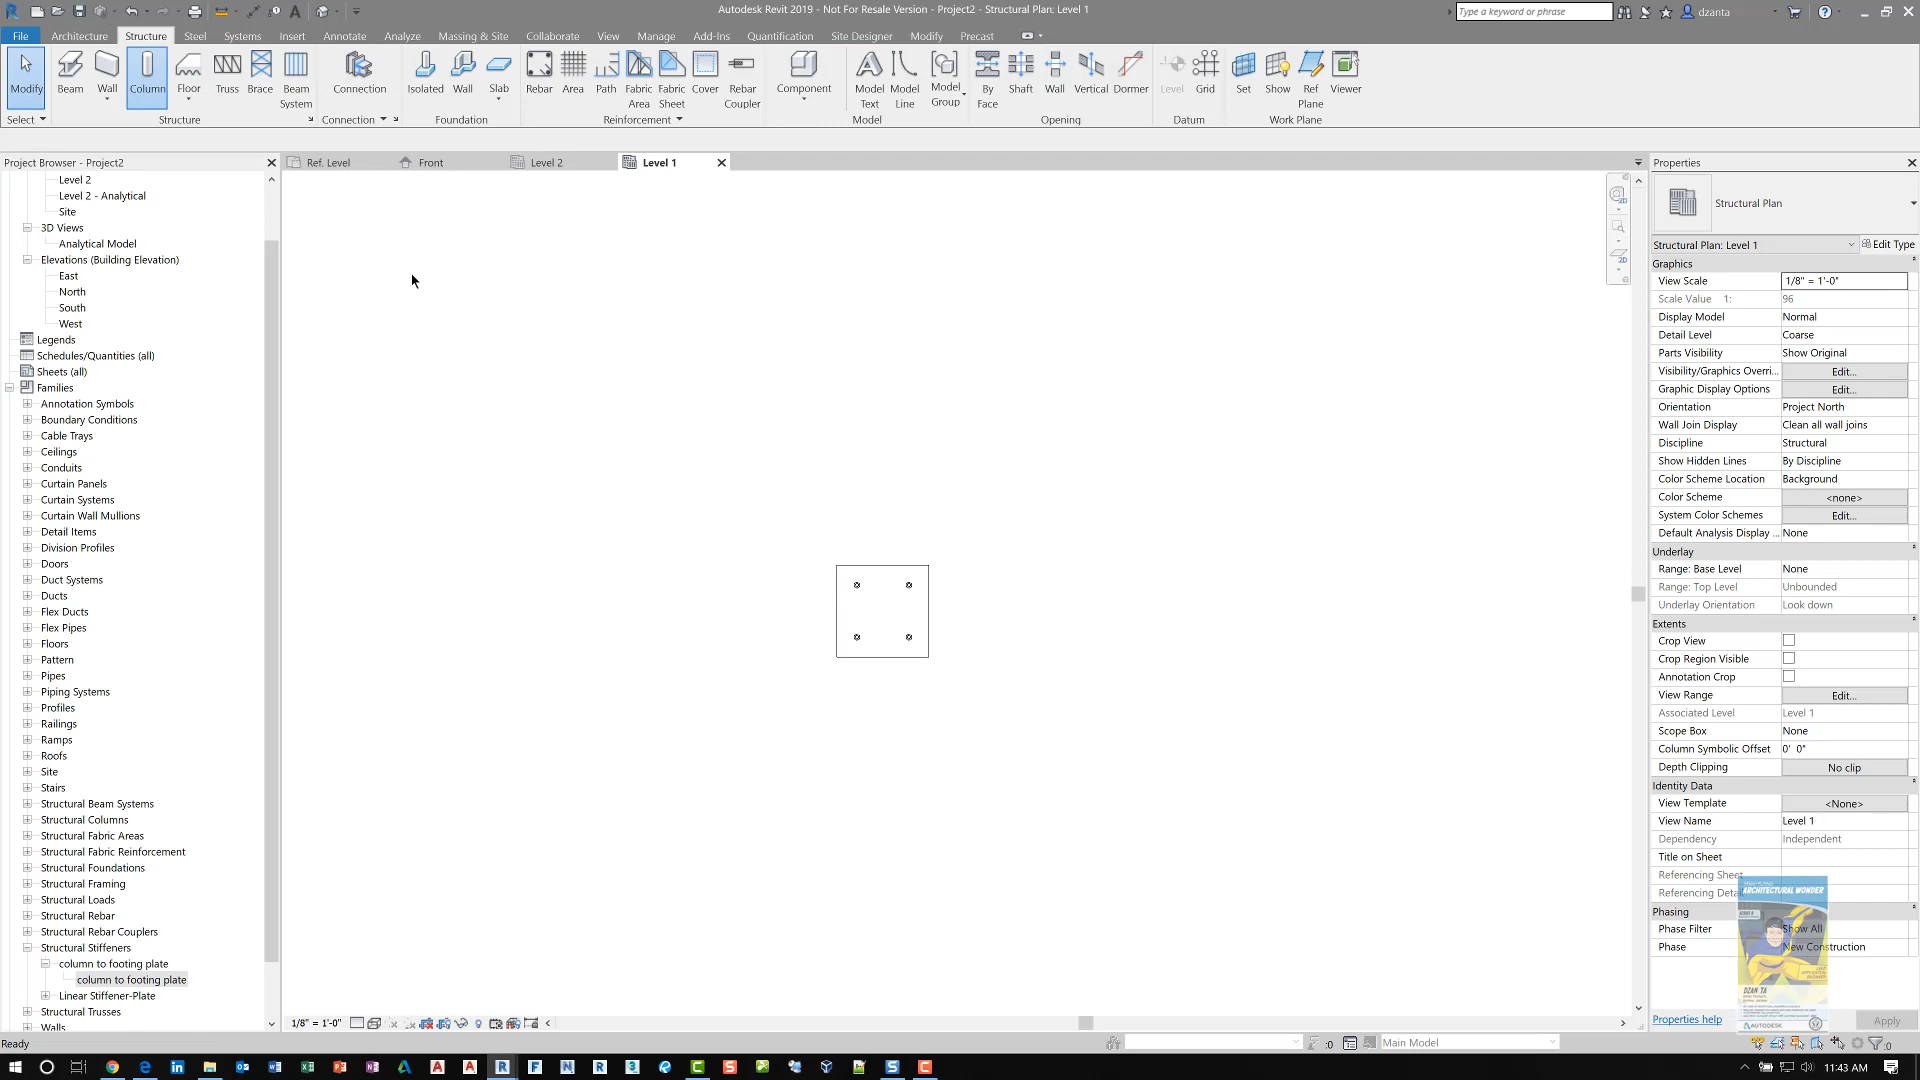 Autodesk Revit 2019 - Not For Resale Version - Project2 - Structural Plan: Level 1
Type a keyword or phrase
dzanta
File
Architecture
Structure
Steel
Systems
Insert
Annotate
Analyze
Massing & Site
Collaborate
View
Manage
Add-Ins
Quantification
Site Designer
Modify
Precast
Modify
Beam
Wall
Column
Floor
Truss
Brace
Beam System
Connection
Isolated
Wall
Slab
Rebar
Area
Path
Fabric Area
Fabric Sheet
Cover
Rebar Coupler
Component
Model Text
Model Line
Model Group
By Face
Shaft
Wall
Vertical
Dormer
Level
Grid
Set
Show
Ref Plane
Viewer
Select
Structure
Connection
Foundation
Reinforcement
Model
Opening
Datum
Work Plane
Project Browser - Project2
Ref. Level
Front
Level 2
Level 1
Properties
Level 2
Level 2 - Analytical
Site
3D Views
Analytical Model
Elevations (Building Elevation)
East
North
South
West
Legends
Schedules/Quantities (all)
Sheets (all)
Families
Annotation Symbols
Boundary Conditions
Cable Trays
Ceilings
Conduits
Curtain Panels
Curtain Systems
Curtain Wall Mullions
Detail Items
Division Profiles
Doors
Duct Systems
Ducts
Flex Ducts
Flex Pipes
Floors
Pattern
Pipes
Piping Systems
Profiles
Railings
Ramps
Roofs
Site
Stairs
Structural Beam Systems
Structural Columns
Structural Fabric Areas
Structural Fabric Reinforcement
Structural Foundations
Structural Framing
Structural Loads
Structural Rebar
Structural Rebar Couplers
Structural Stiffeners
column to footing plate
column to footing plate
Linear Stiffener-Plate
Structural Trusses
Walls
Structural Plan
Structural Plan: Level 1
Edit Type
Graphics
View Scale 1/8" = 1'-0"
Scale Value 1: 96
Display Model Normal
Detail Level Coarse
Parts Visibility Show Original
Visibility/Graphics Overri... Edit...
Graphic Display Options Edit...
Orientation Project North
Wall Join Display Clean all wall joins
Discipline Structural
Show Hidden Lines By Discipline
Color Scheme Location Background
Color Scheme <none>
System Color Schemes Edit...
Default Analysis Display ... None
Underlay
Range: Base Level None
Range: Top Level Unbounded
Underlay Orientation Look down
Extents
Crop View
Crop Region Visible
Annotation Crop
View Range Edit...
Associated Level Level 1
Scope Box None
Column Symbolic Offset 0' 0"
Depth Clipping No clip
Identity Data
View Template <None>
View Name Level 1
Dependency Independent
Title on Sheet
Referencing Sheet
Referencing Deta
ARCHITECTURAL WONDER
Phasing
Phase Filter Show All
Phase New Construction
DZAN TA
AUTODESK
Properties help
Apply
1/8" = 1'-0"
Ready
:0
Main Model
:0
11:43 AM